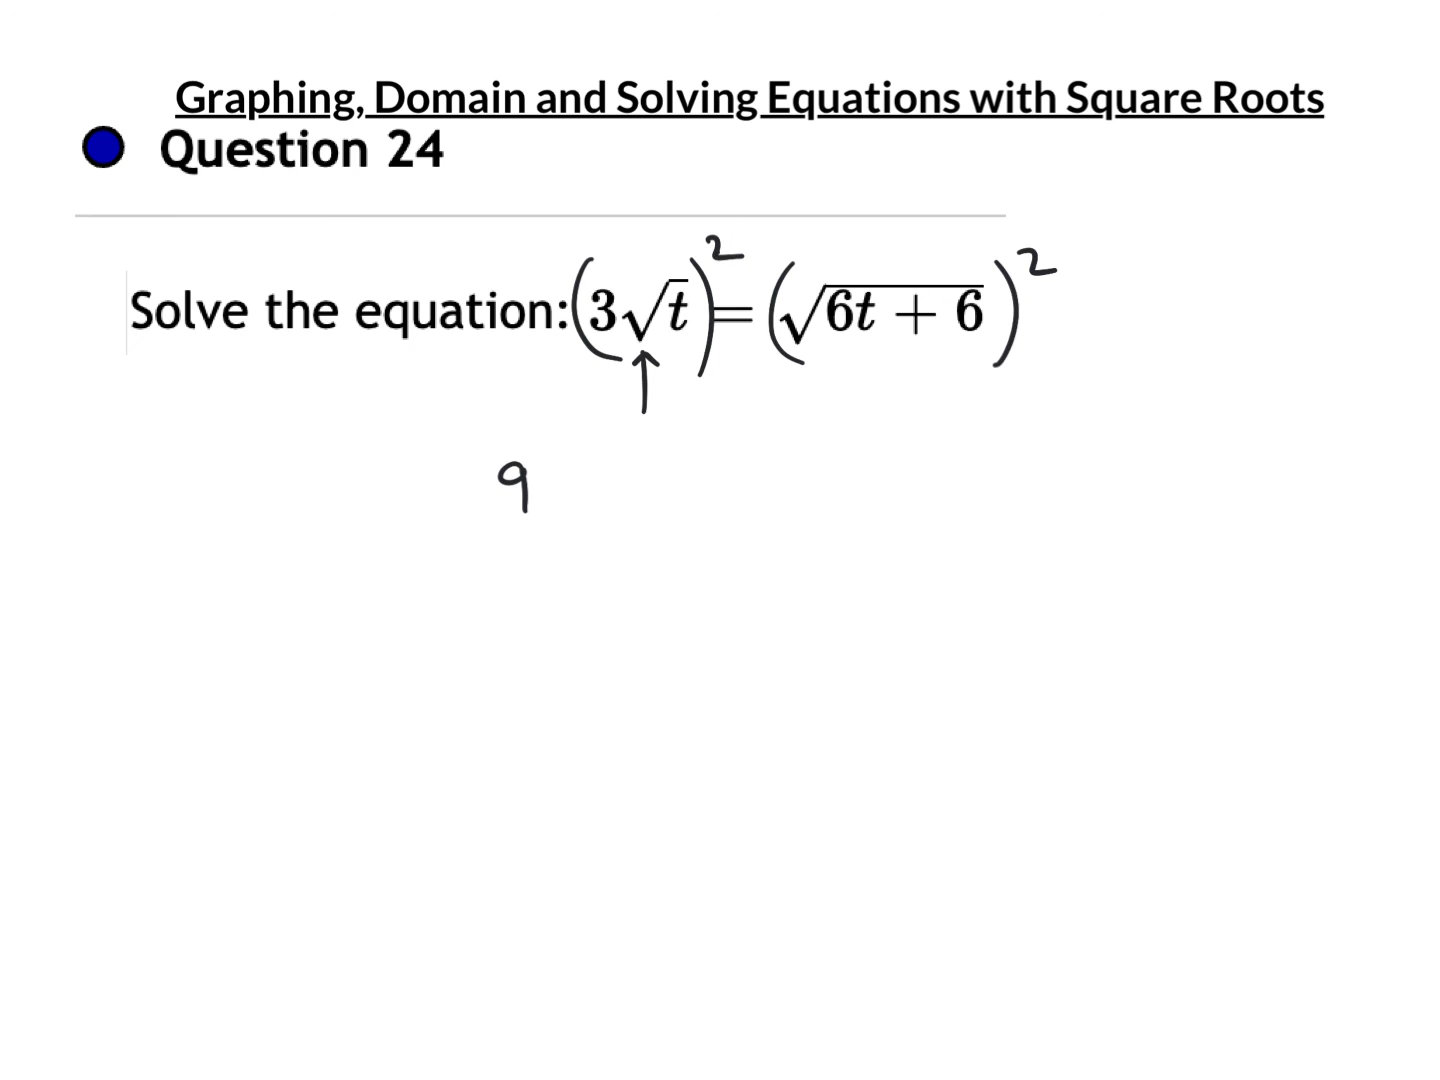 Graphing, Domain and Solving Equations with Square Roots
Question 24
Solve the equation: (3√t)² = (√(6t + 6))²
9